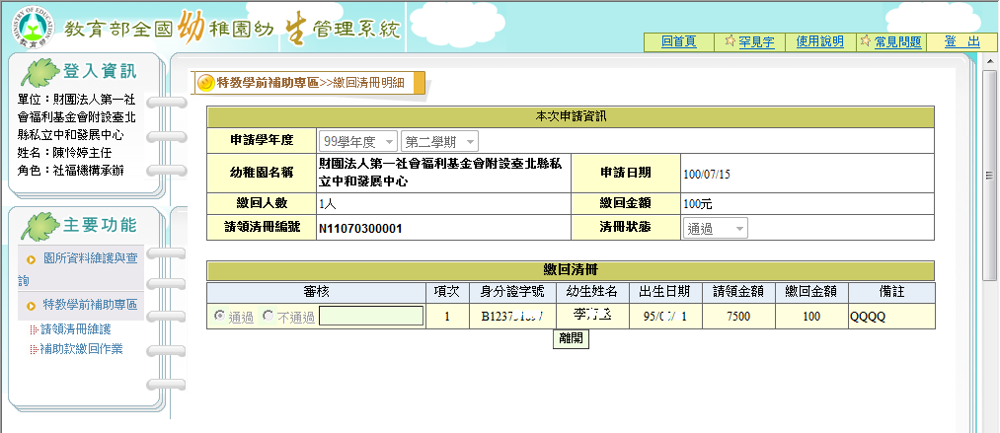 MINISTRY OF EDUCATION
教育部
教育部全國幼稚園幼生管理系統
回首頁 罕見字 使用說明 常見問題 登 出
登入資訊
單位：財團法人第一社
會福利基金會附設臺北
縣私立中和發展中心
姓名：陳怜婷主任
角色：社福機構承辦
主要功能
園所資料維護與查
詢
特教學前補助專區
請領清冊維護
補助款繳回作業
特教學前補助專區>>繳回清冊明細
本次申請資訊
申請學年度 99學年度 第二學期
幼稚園名稱 財團法人第一社會福利基金會附設臺北縣私
立中和發展中心 申請日期 100/07/15
繳回人數 1人 繳回金額 100元
請領清冊編號 N11070300001 清冊狀態 通過
繳回清冊
審核 項次 身分證字號 幼生姓名 出生日期 請領金額 繳回金額 備註
通過 不通過 1 李 7500 100 QQQQ
離開